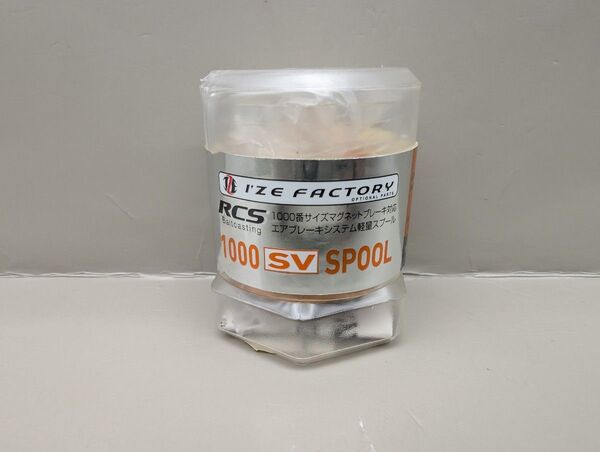 I'ZE FACTORY
OPTIONAL PARTS
RCS
Baitcasting
1000番サイズマグネットブレーキ対応
エアブレーキシステム軽量スプール
1000 SV SPOOL